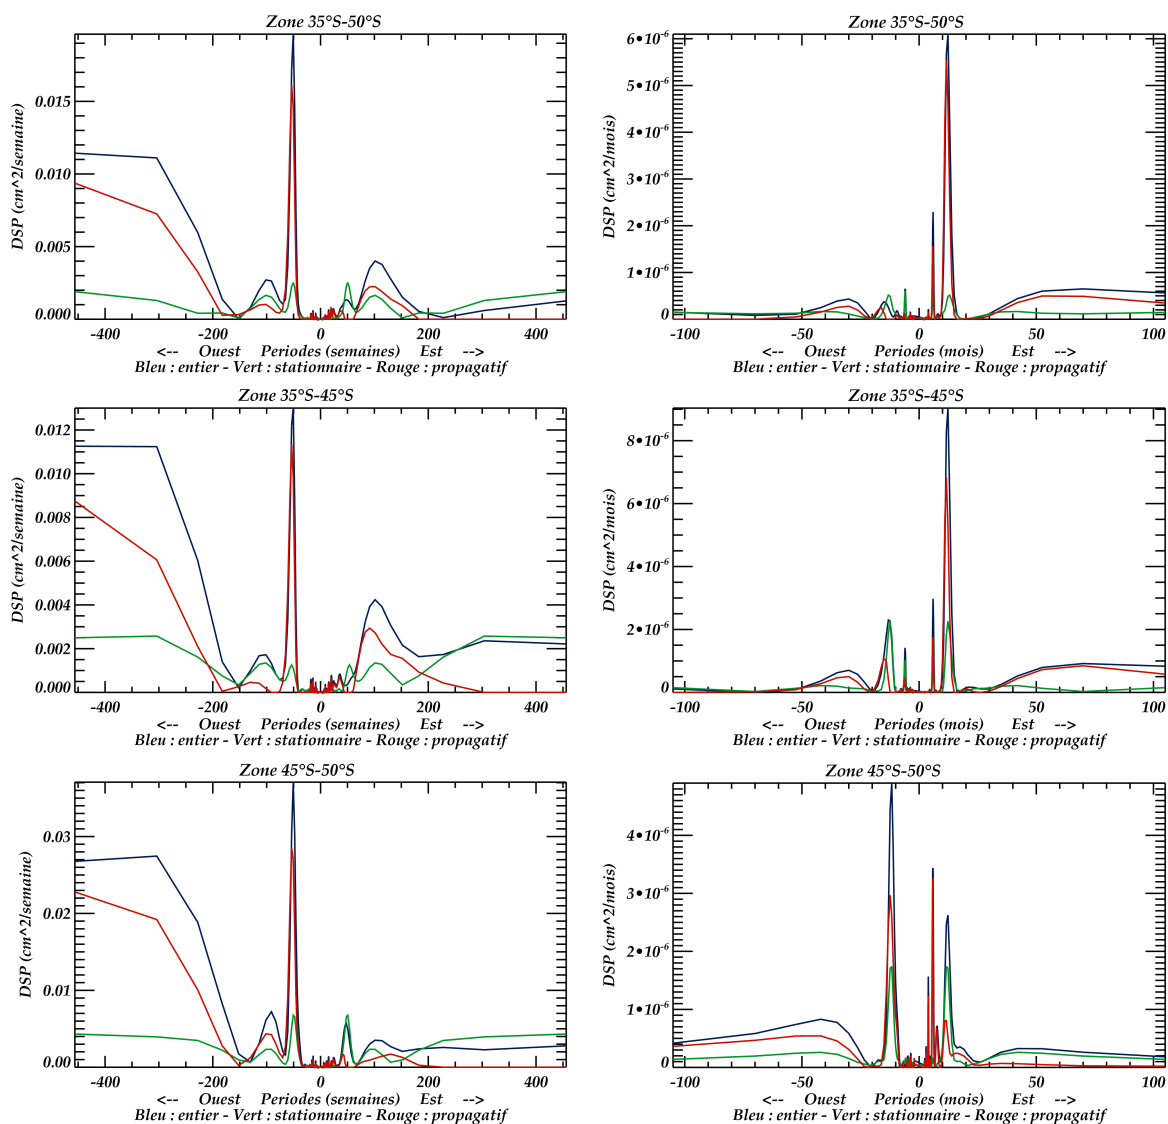 Zone 35°S-50°S
DSP (cm^2/semaine)
0.015
0.010
0.005
0.000
-400 -200 0 200 400
<-- Ouest Periodes (semaines) Est -->
Bleu : entier - Vert : stationnaire - Rouge : propagatif
Zone 35°S-50°S
DSP (cm^2/mois)
6•10-6
5•10-6
4•10-6
3•10-6
2•10-6
1•10-6
0
-100 -50 0 50 100
<-- Ouest Periodes (mois) Est -->
Bleu : entier - Vert : stationnaire - Rouge : propagatif
Zone 35°S-45°S
DSP (cm^2/semaine)
0.012
0.010
0.008
0.006
0.004
0.002
0.000
-400 -200 0 200 400
<-- Ouest Periodes (semaines) Est -->
Bleu : entier - Vert : stationnaire - Rouge : propagatif
Zone 35°S-45°S
DSP (cm^2/mois)
8•10-6
6•10-6
4•10-6
2•10-6
0
-100 -50 0 50 100
<-- Ouest Periodes (mois) Est -->
Bleu : entier - Vert : stationnaire - Rouge : propagatif
Zone 45°S-50°S
DSP (cm^2/semaine)
0.03
0.02
0.01
0.00
-400 -200 0 200 400
<-- Ouest Periodes (semaines) Est -->
Bleu : entier - Vert : stationnaire - Rouge : propagatif
Zone 45°S-50°S
DSP (cm^2/mois)
4•10-6
3•10-6
2•10-6
1•10-6
0
-100 -50 0 50 100
<-- Ouest Periodes (mois) Est -->
Bleu : entier - Vert : stationnaire - Rouge : propagatif